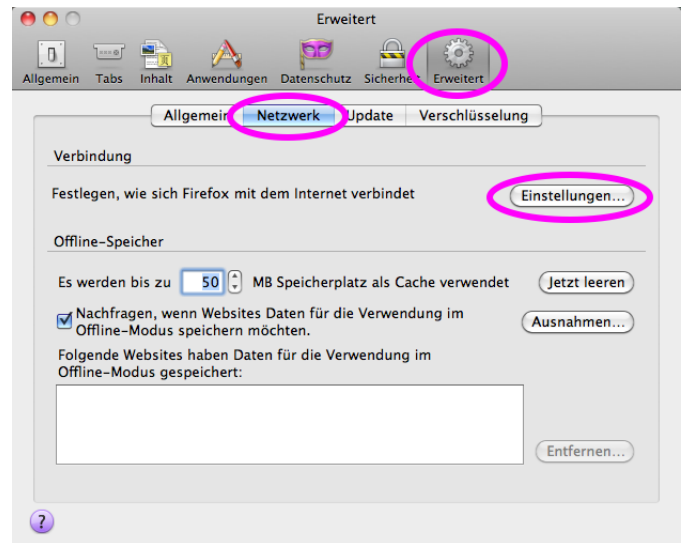 Erweitert
Allgemein Tabs Inhalt Anwendungen Datenschutz Sicherheit Erweitert
Allgemein Netzwerk Update Verschlüsselung
Verbindung
Festlegen, wie sich Firefox mit dem Internet verbindet Einstellungen...
Offline-Speicher
Es werden bis zu 50 MB Speicherplatz als Cache verwendet Jetzt leeren
Nachfragen, wenn Websites Daten für die Verwendung im
Offline-Modus speichern möchten. Ausnahmen...
Folgende Websites haben Daten für die Verwendung im
Offline-Modus gespeichert:
Entfernen...
?